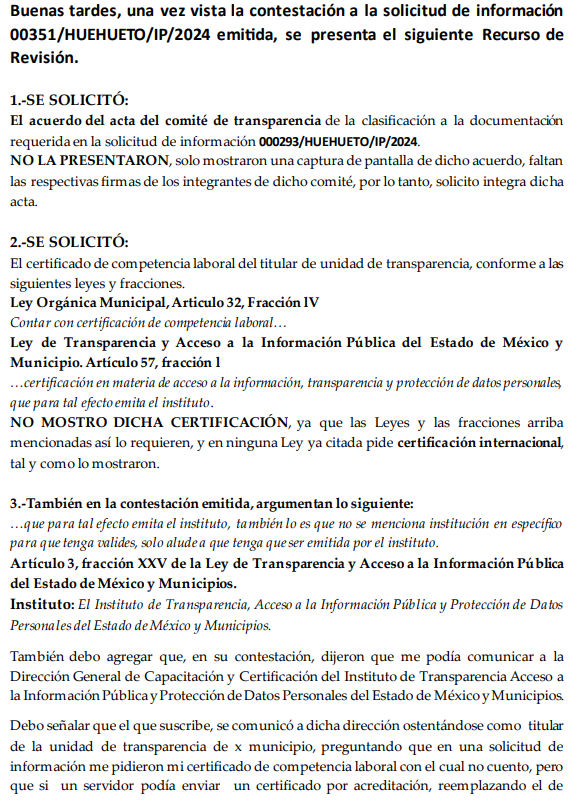 Buenas tardes, una vez vista la contestación a la solicitud de información
00351/HUEHUETO/IP/2024 emitida, se presenta el siguiente Recurso de
Revisión.
1.-SE SOLICITÓ:
El acuerdo del acta del comité de transparencia de la clasificación a la documentación
requerida en la solicitud de información 000293/HUEHUETO/IP/2024.
NO LA PRESENTARON, solo mostraron una captura de pantalla de dicho acuerdo, faltan
las respectivas firmas de los integrantes de dicho comité, por lo tanto, solicito integra dicha
acta.
2.-SE SOLICITÓ:
El certificado de competencia laboral del titular de unidad de transparencia, conforme a las
siguientes leyes y fracciones.
Ley Orgánica Municipal, Articulo 32, Fracción lV
Contar con certificación de competencia laboral…
Ley de Transparencia y Acceso a la Información Pública del Estado de México y
Municipio. Artículo 57, fracción l
…certificación en materia de acceso a la información, transparencia y protección de datos personales,
que para tal efecto emita el instituto.
NO MOSTRO DICHA CERTIFICACIÓN, ya que las Leyes y las fracciones arriba
mencionadas así lo requieren, y en ninguna Ley ya citada pide certificación internacional,
tal y como lo mostraron.
3.-También en la contestación emitida, argumentan lo siguiente:
…que para tal efecto emita el instituto, también lo es que no se menciona institución en específico
para que tenga valides, solo alude a que tenga que ser emitida por el instituto.
Artículo 3, fracción XXV de la Ley de Transparencia y Acceso a la Información Pública
del Estado de México y Municipios.
Instituto: El Instituto de Transparencia, Acceso a la Información Pública y Protección de Datos
Personales del Estado de México y Municipios.
También debo agregar que, en su contestación, dijeron que me podía comunicar a la
Dirección General de Capacitación y Certificación del Instituto de Transparencia Acceso a
la Información Pública y Protección de Datos Personales del Estado de México y Municipios.
Debo señalar que el que suscribe, se comunicó a dicha dirección ostentándose como titular
de la unidad de transparencia de x municipio, preguntando que en una solicitud de
información me pidieron mi certificado de competencia laboral con el cual no cuento, pero
que si un servidor podía enviar un certificado por acreditación, reemplazando el de